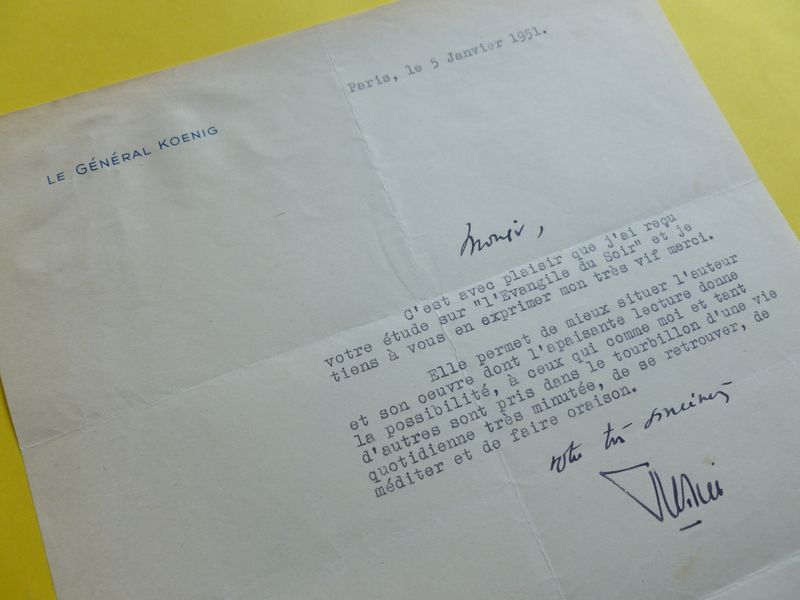 Paris, le 5 Janvier 1951.
LE GÉNÉRAL KOENIG
Monsieur,
C'est avec plaisir que j'ai reçu
votre étude sur "l'Evangile du Soir" et je
tiens à vous en exprimer mon très vif merci.
Elle permet de mieux situer l'auteur
et son oeuvre dont l'apaisante lecture donne
la possibilité, à ceux qui comme moi et tant
d'autres sont pris dans le tourbillon d'une vie
quotidienne très minutée, de se retrouver, de
méditer et de faire oraison.
votre très sincèrement